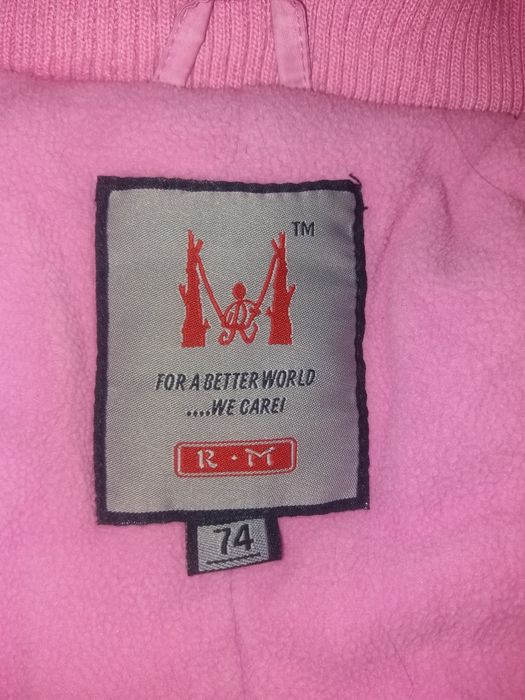 TM
FOR A BETTER WORLD
....WE CARE!
R·M
74